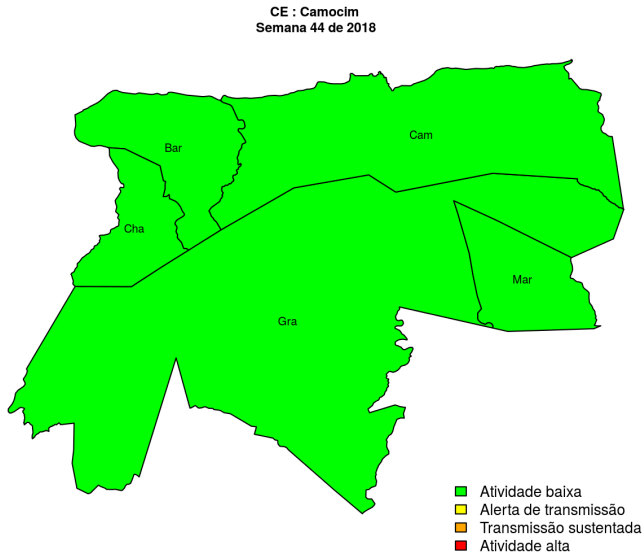 CE : Camocim
Semana 44 de 2018
Bar
Cam
Cha
Mar
Gra
Atividade baixa
Alerta de transmissão
Transmissão sustentada
Atividade alta